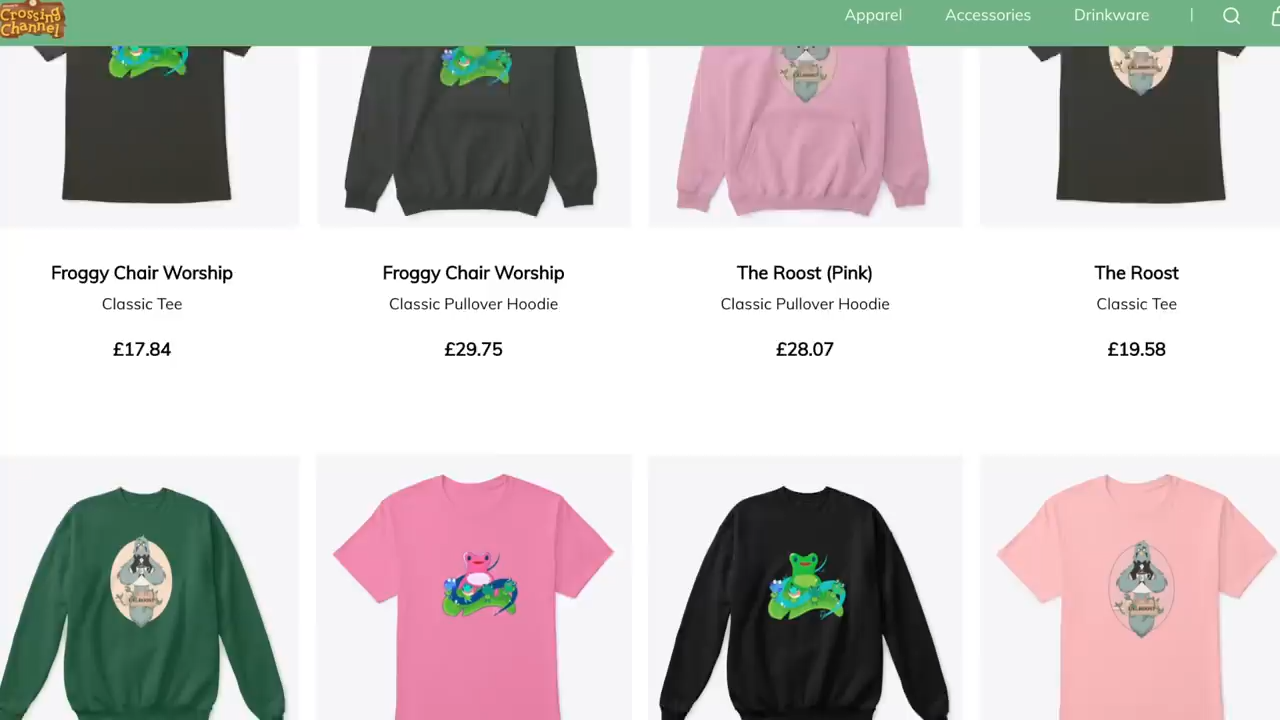 Crossing
Channel
Apparel
Accessories
Drinkware
Froggy Chair Worship
Classic Tee
£17.84
Froggy Chair Worship
Classic Pullover Hoodie
£29.75
The Roost (Pink)
Classic Pullover Hoodie
£28.07
The Roost
Classic Tee
£19.58